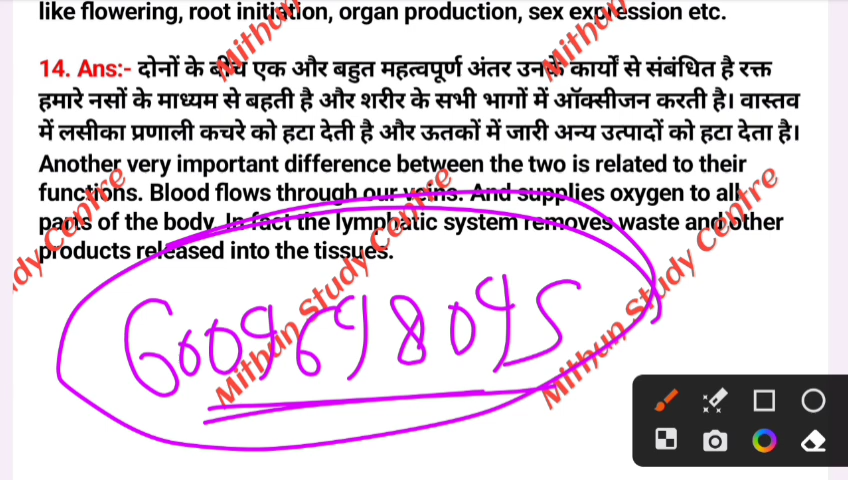 like flowering, root initiation, organ production, sex expression etc.
14. Ans:- दोनों के बीच एक और बहुत महत्वपूर्ण अंतर उनके कार्यों से संबंधित है रक्त
हमारे नसों के माध्यम से बहती है और शरीर के सभी भागों में ऑक्सीजन करती है। वास्तव
में लसीका प्रणाली कचरे को हटा देती है और ऊतकों में जारी अन्य उत्पादों को हटा देता है।
Another very important difference between the two is related to their
functions. Blood flows through our veins. And supplies oxygen to all
parts of the body. In fact the lymphatic system removes waste and other
products released into the tissues.
Mithun
Mithun
dy Centre
Mithun Study Centre
Mithun Study Centre